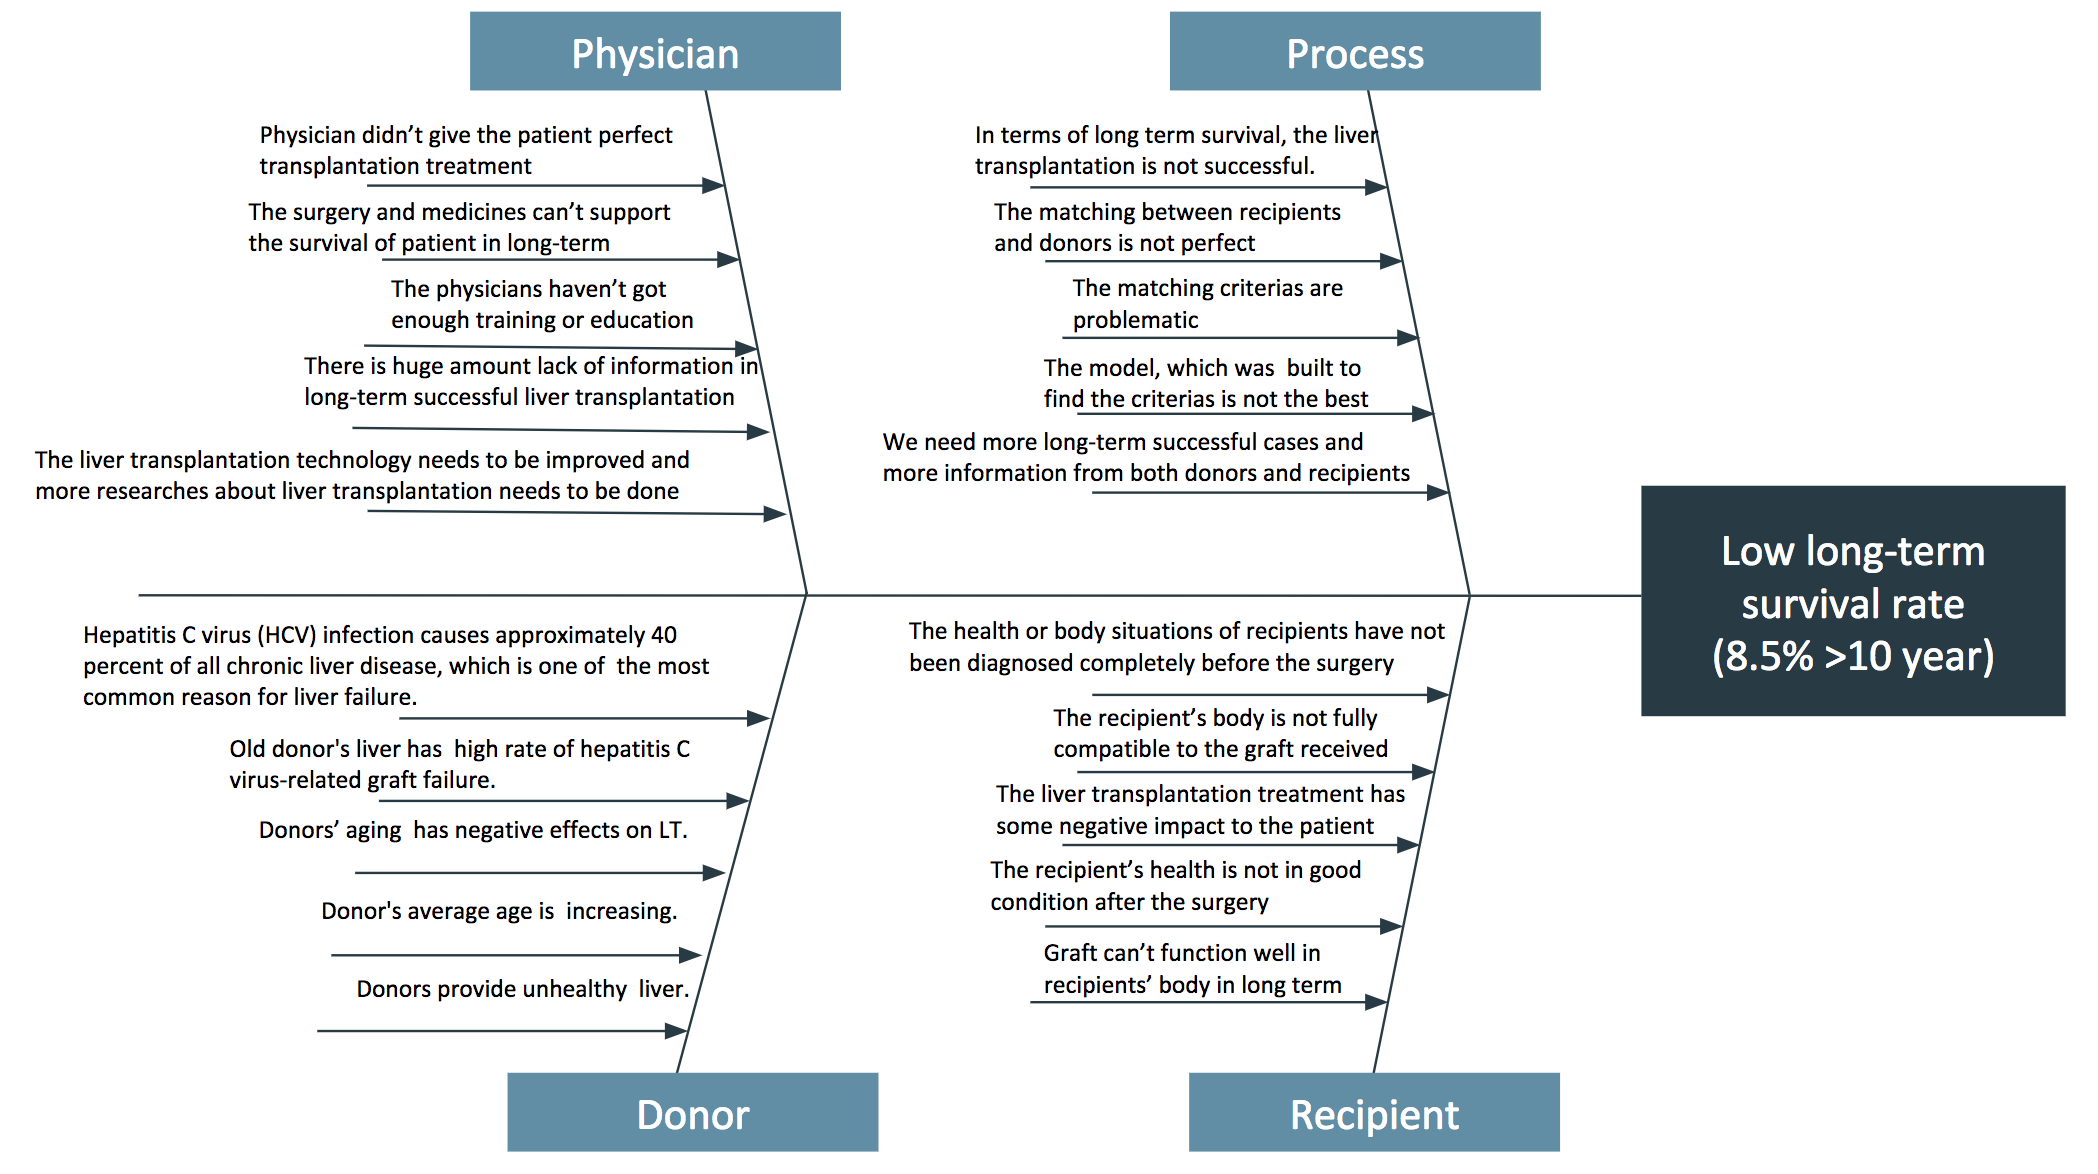 Physician
Physician didn’t give the patient perfect
transplantation treatment
The surgery and medicines can’t support
the survival of patient in long-term
The physicians haven’t got
enough training or education
There is huge amount lack of information in
long-term successful liver transplantation
The liver transplantation technology needs to be improved and
more researches about liver transplantation needs to be done
Process
In terms of long term survival, the liver
transplantation is not successful.
The matching between recipients
and donors is not perfect
The matching criterias are
problematic
The model, which was  built to
find the criterias is not the best
We need more long-term successful cases and
more information from both donors and recipients
Low long-term
survival rate
(8.5% >10 year)
Hepatitis C virus (HCV) infection causes approximately 40
percent of all chronic liver disease, which is one of  the most
common reason for liver failure.
Old donor's liver has  high rate of hepatitis C
virus-related graft failure.
Donors’ aging  has negative effects on LT.
Donor's average age is  increasing.
Donors provide unhealthy  liver.
Donor
The health or body situations of recipients have not
been diagnosed completely before the surgery
The recipient’s body is not fully
compatible to the graft received
The liver transplantation treatment has
some negative impact to the patient
The recipient’s health is not in good
condition after the surgery
Graft can’t function well in
recipients’ body in long term
Recipient